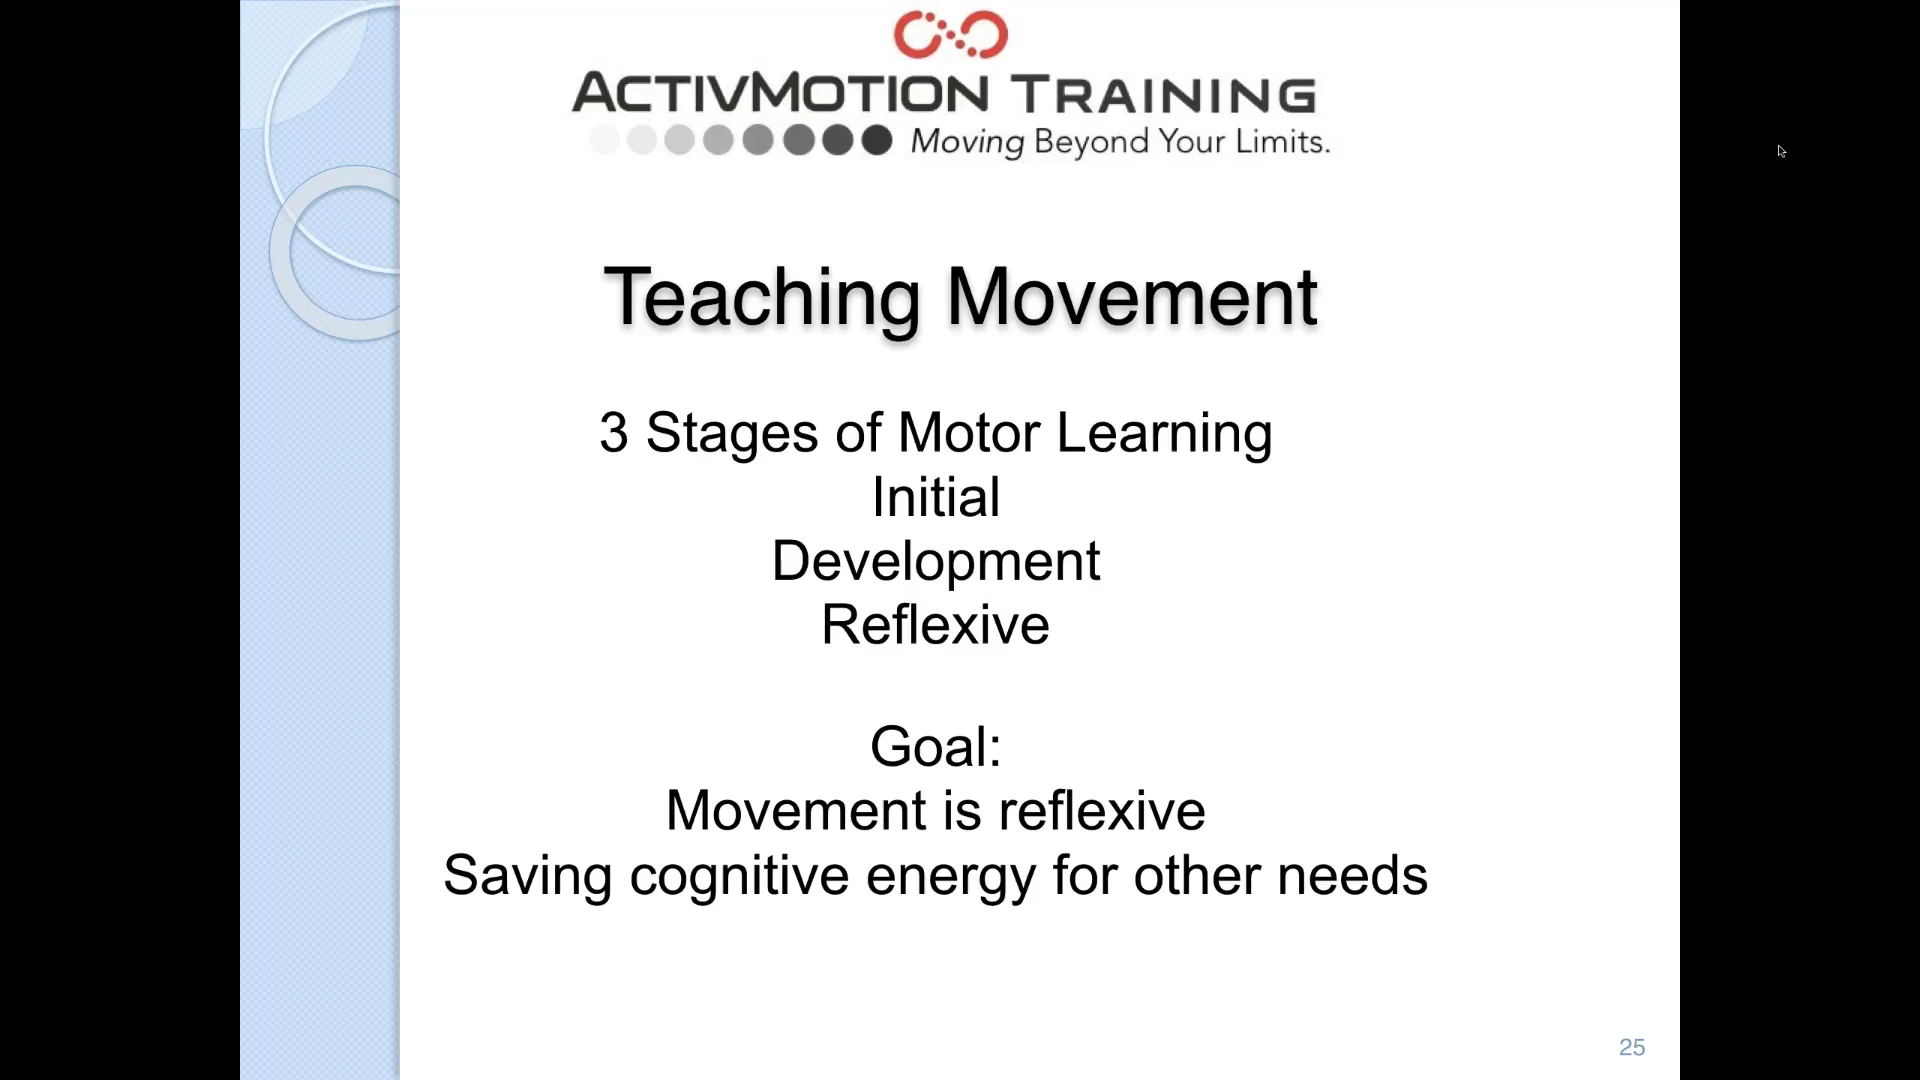 ACTIVMOTION TRAINING
Moving Beyond Your Limits.
Teaching Movement
3 Stages of Motor Learning
Initial
Development
Reflexive
Goal:
Movement is reflexive
Saving cognitive energy for other needs
25